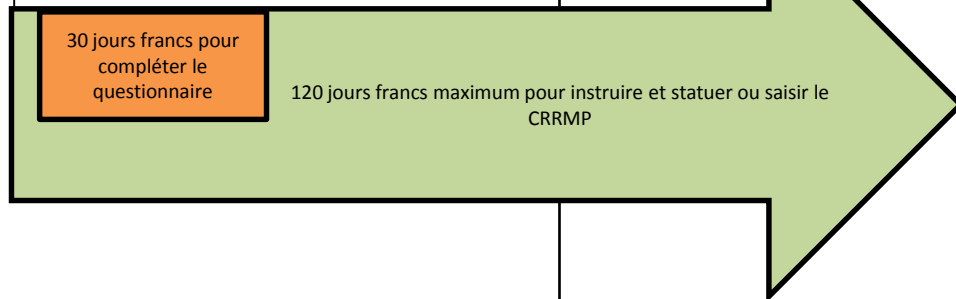 30 jours francs pour
compléter le
questionnaire
120 jours francs maximum pour instruire et statuer ou saisir le
CRRMP